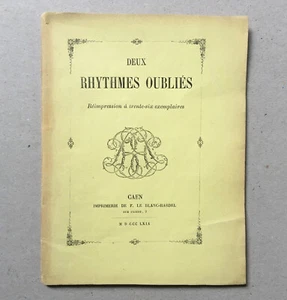 DEUX
RHYTHMES OUBLIÉS
Réimpression à trente-six exemplaires
CAEN
IMPRIMERIE DE F. LE BLANC-HARDEL
M D CCC LXIX